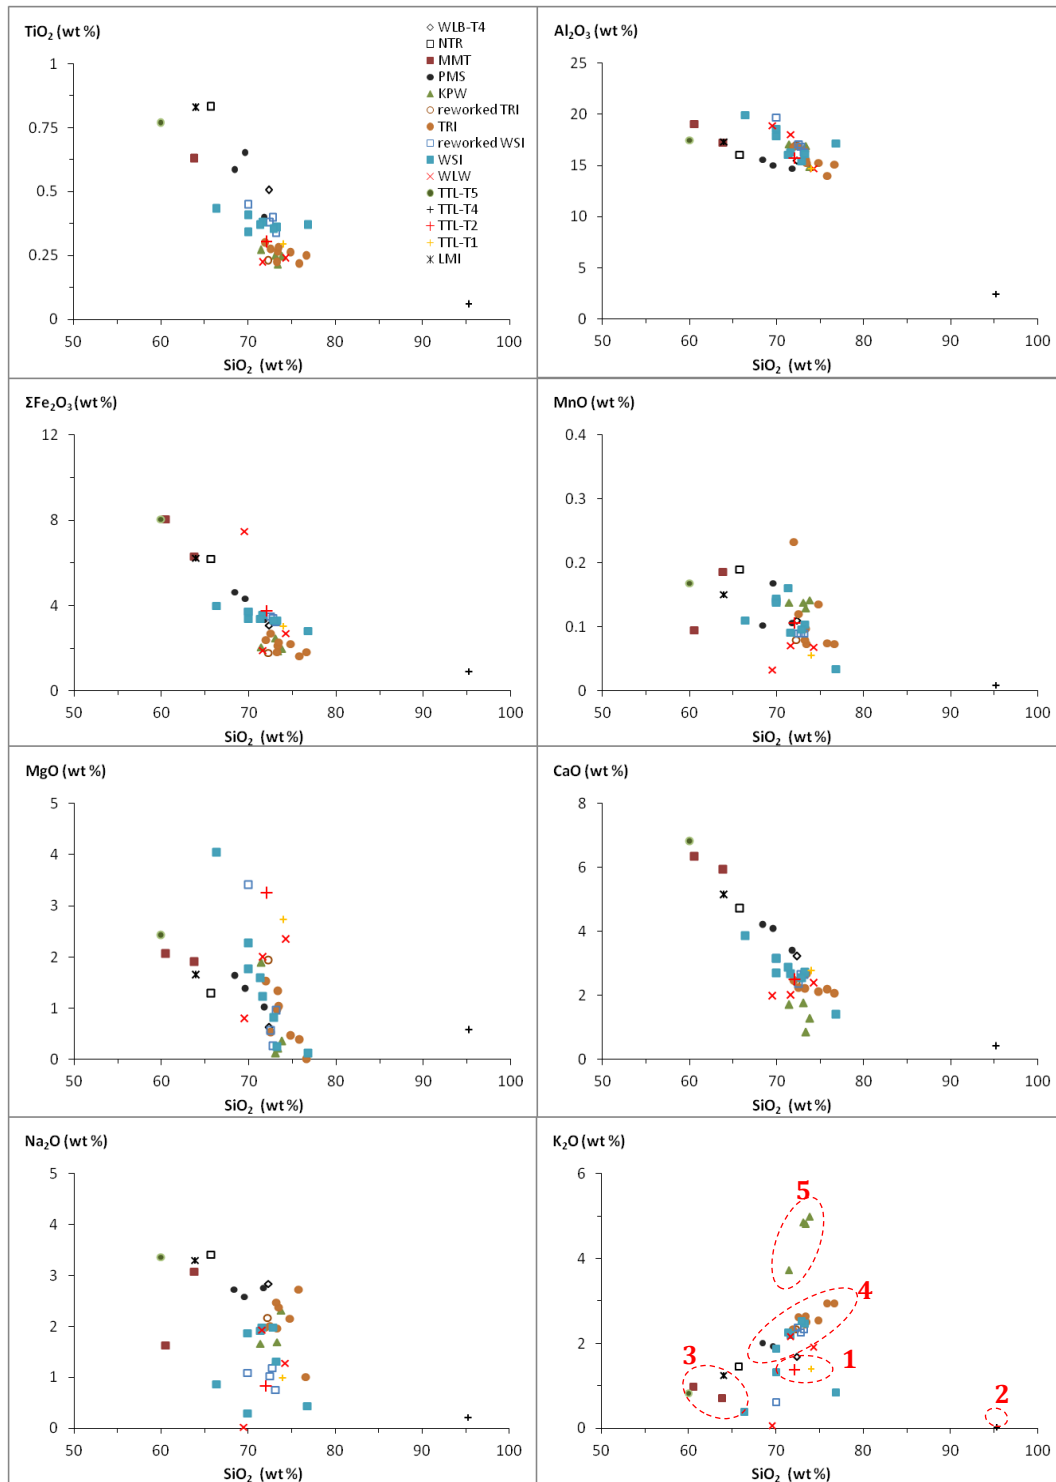 TiO₂ (wt %)
1
0.75
0.5
0.25
0
50 60 70 80 90 100
SiO₂ (wt %)
WLB-T4
NTR
MMT
PMS
KPW
reworked TRI
TRI
reworked WSI
WSI
WLW
TTL-T5
TTL-T4
TTL-T2
TTL-T1
LMI
Al₂O₃ (wt %)
25
20
15
10
5
0
50 60 70 80 90 100
SiO₂ (wt %)
ΣFe₂O₃ (wt %)
12
8
4
0
50 60 70 80 90 100
SiO₂ (wt %)
MnO (wt %)
0.4
0.3
0.2
0.1
0
50 60 70 80 90 100
SiO₂ (wt %)
MgO (wt %)
5
4
3
2
1
0
50 60 70 80 90 100
SiO₂ (wt %)
CaO (wt %)
8
6
4
2
0
50 60 70 80 90 100
SiO₂ (wt %)
Na₂O (wt %)
5
4
3
2
1
0
50 60 70 80 90 100
SiO₂ (wt %)
K₂O (wt %)
6
4
2
0
5
4
1
3
2
50 60 70 80 90 100
SiO₂ (wt %)